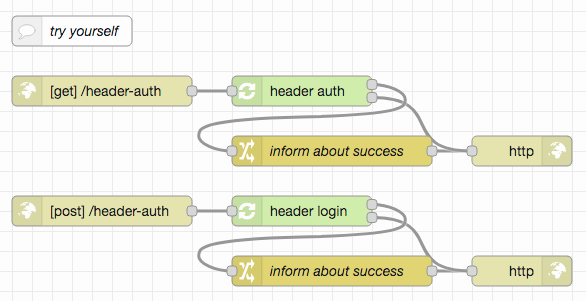 try yourself
[get] /header-auth
header auth
inform about success
http
[post] /header-auth
header login
inform about success
http